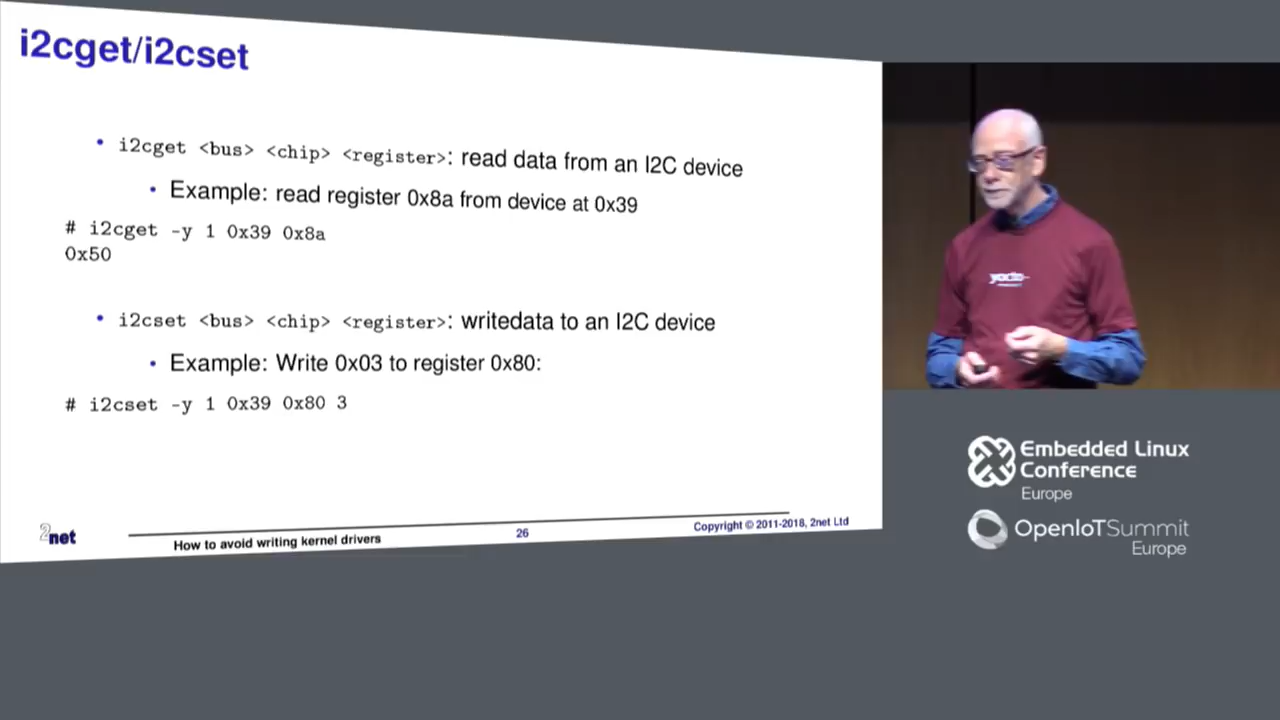 i2cget/i2cset
• i2cget <bus> <chip> <register>: read data from an I2C device
• Example: read register 0x8a from device at 0x39
# i2cget -y 1 0x39 0x8a
0x50
• i2cset <bus> <chip> <register>: writedata to an I2C device
• Example: Write 0x03 to register 0x80:
# i2cset -y 1 0x39 0x80 3
2net
How to avoid writing kernel drivers
26
Copyright © 2011-2018, 2net Ltd
yocto
Embedded Linux
Conference
Europe
OpenIoTSummit
Europe